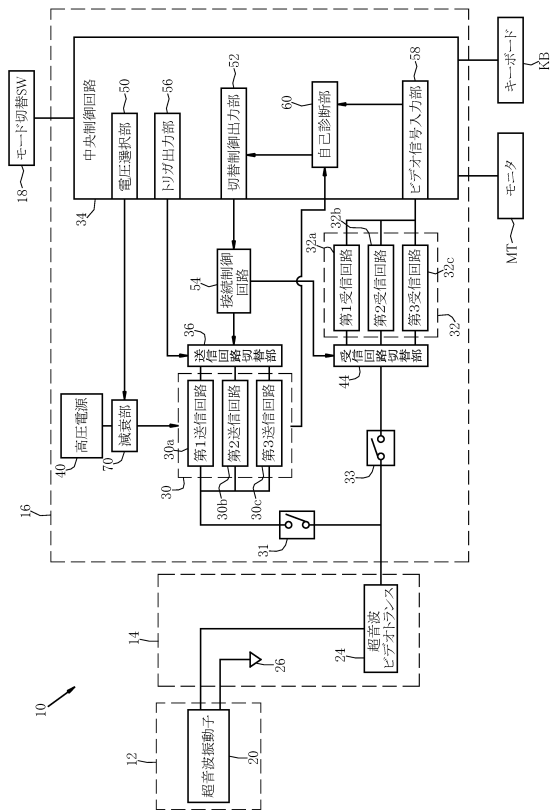 10
12
超音波振動子
20
14
26
24
超音波
ビデオトランス
16
40
高圧電源
70
減衰部
30
30a
第1送信回路
30b
第2送信回路
30c
第3送信回路
31
33
36
送信回路切替部
54
接続制御
回路
44
受信回路切替部
32
32a
第1受信回路
32b
第2受信回路
32c
第3受信回路
34
中央制御回路
電圧選択部
50
トリガ出力部
56
切替制御出力部
52
自己診断部
60
ビデオ信号入力部
58
18
モード切替SW
モニタ
MT
キーボード
KB